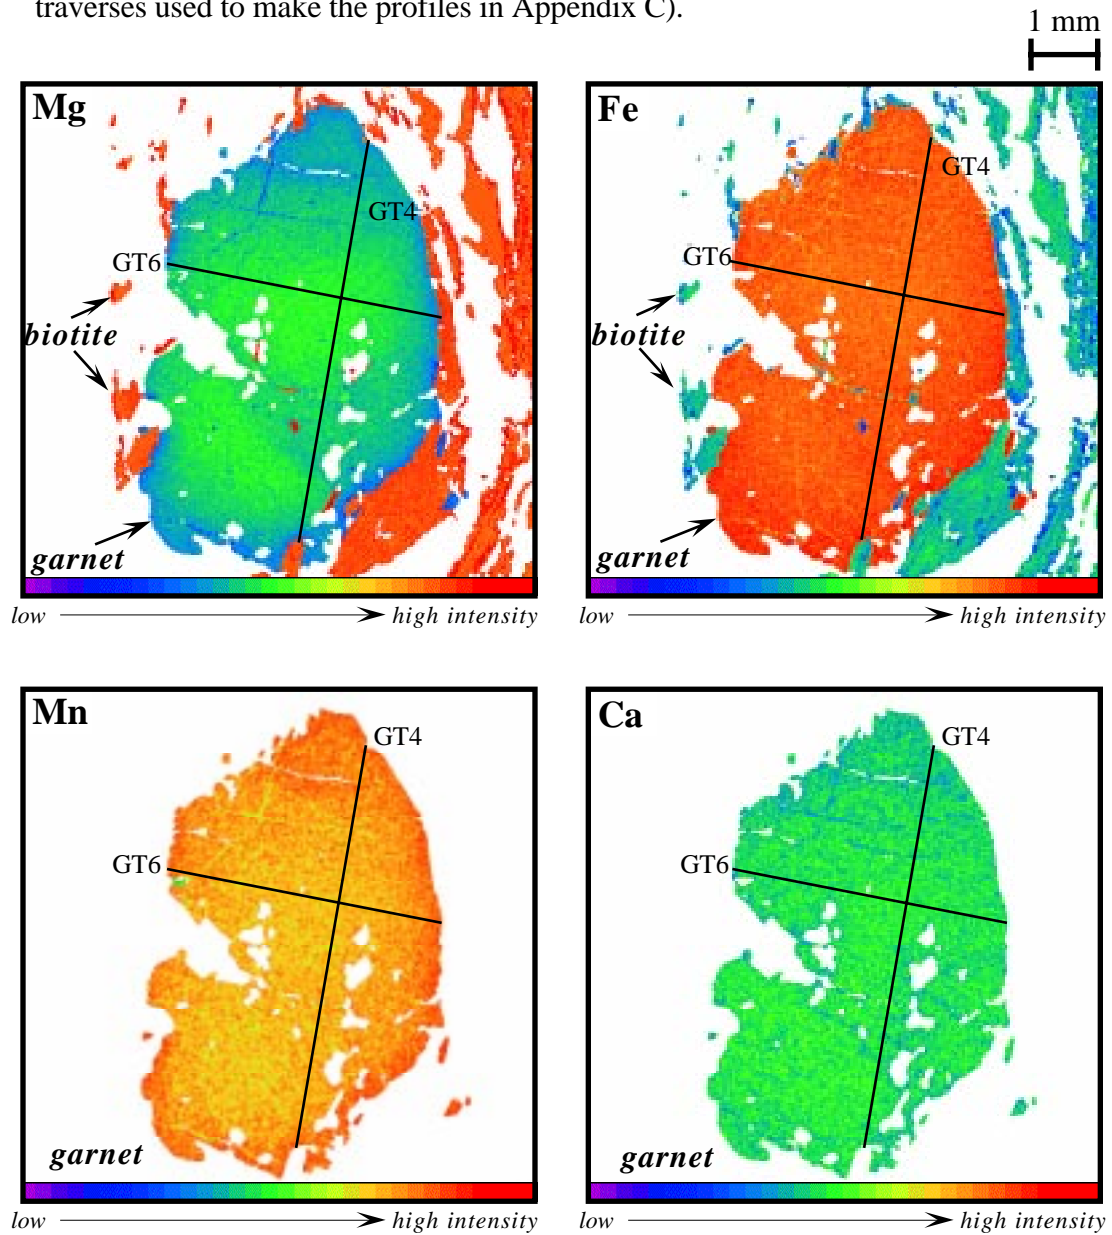 traverses used to make the profiles in Appendix C).
1 mm
Mg
GT4
GT6
biotite
garnet
low high intensity
Fe
GT4
GT6
biotite
garnet
low high intensity
Mn
GT4
GT6
garnet
low high intensity
Ca
GT4
GT6
garnet
low high intensity